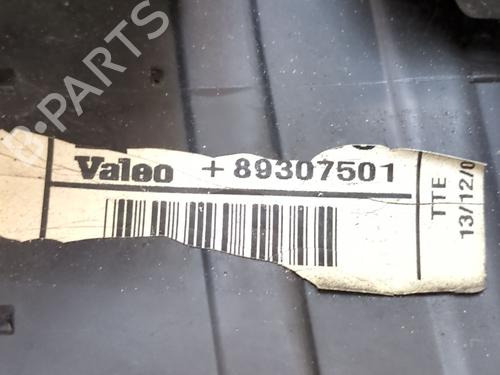 B-PARTS
Valeo +89307501
TTE
13/12/0